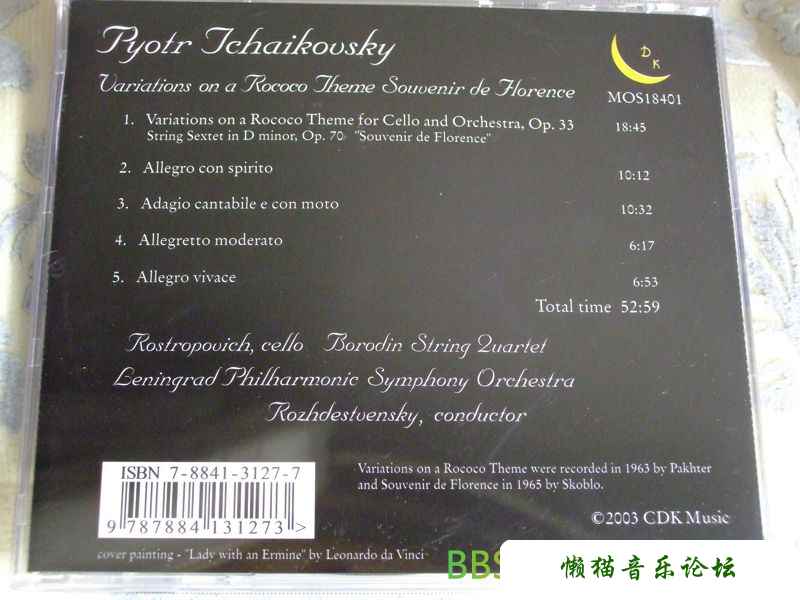 Pyotr Tchaikovsky
D K
Variations on a Rococo Theme Souvenir de Florence
MOS18401
1. Variations on a Rococo Theme for Cello and Orchestra, Op. 33 18:45
String Sextet in D minor, Op. 70 "Souvenir de Florence"
2. Allegro con spirito 10:12
3. Adagio cantabile e con moto 10:32
4. Allegretto moderato 6:17
5. Allegro vivace 6:53
Total time 52:59
Rostropovich, cello Borodin String Quartet
Leningrad Philharmonic Symphony Orchestra
Rozhdestvensky, conductor
ISBN 7-8841-3127-7
9 787884 131273 >
Variations on a Rococo Theme were recorded in 1963 by Pakhter
and Souvenir de Florence in 1965 by Skoblo.
©2003 CDK Music
cover painting - "Lady with an Ermine" by Leonardo da Vinci
BBS
懒猫音乐论坛